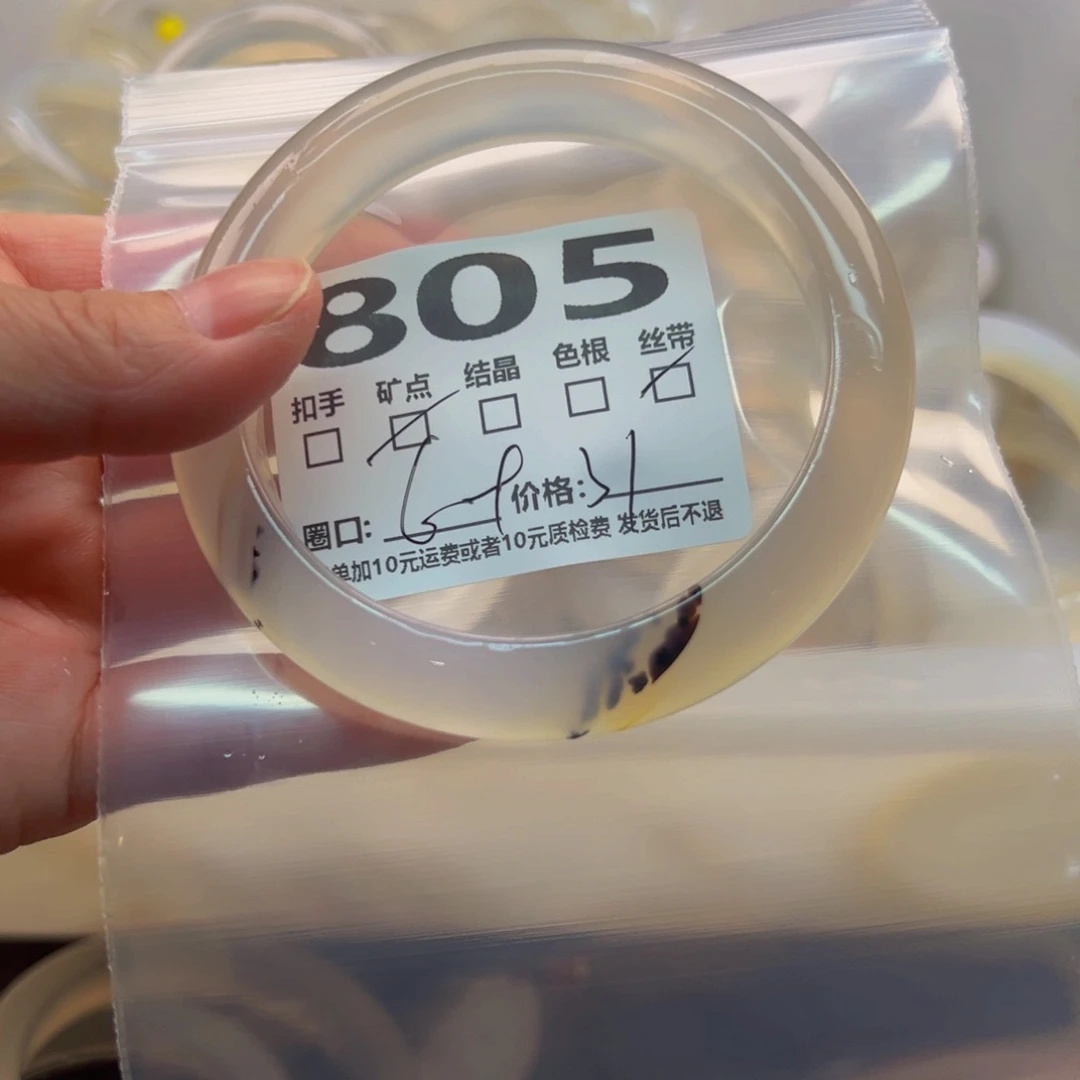 805
扣手 矿点 结晶 色根 丝带
圈口: 价格: 31
单加10元运费或者10元质检费 发货后不退